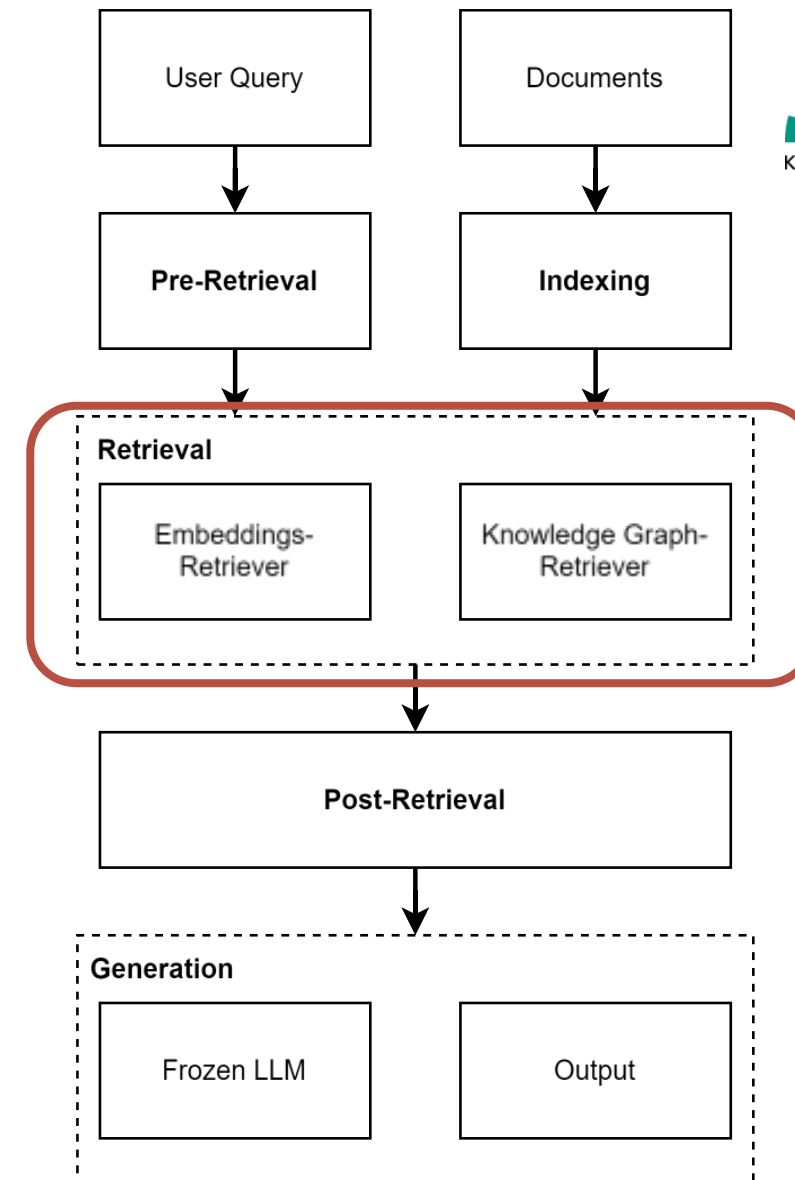 User Query
Documents
K
Pre-Retrieval
Indexing
Retrieval
Embeddings-
Retriever
Knowledge Graph-
Retriever
Post-Retrieval
Generation
Frozen LLM
Output